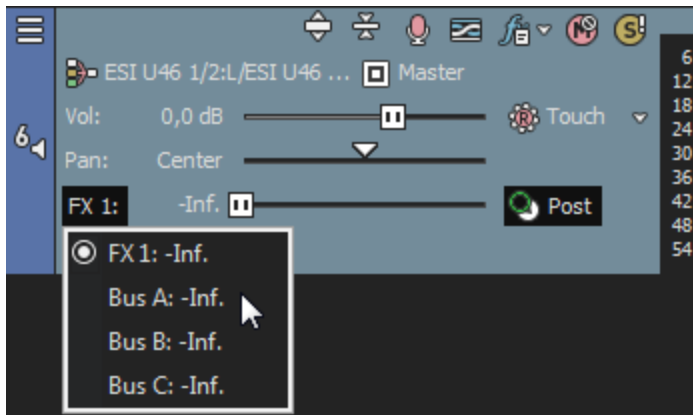 ESI U46 1/2:L/ESI U46 ... Master
Vol: 0,0 dB Touch
6
Pan: Center
FX 1: -Inf. Post
FX 1: -Inf.
Bus A: -Inf.
Bus B: -Inf.
Bus C: -Inf.
6
12
18
24
30
36
42
48
54